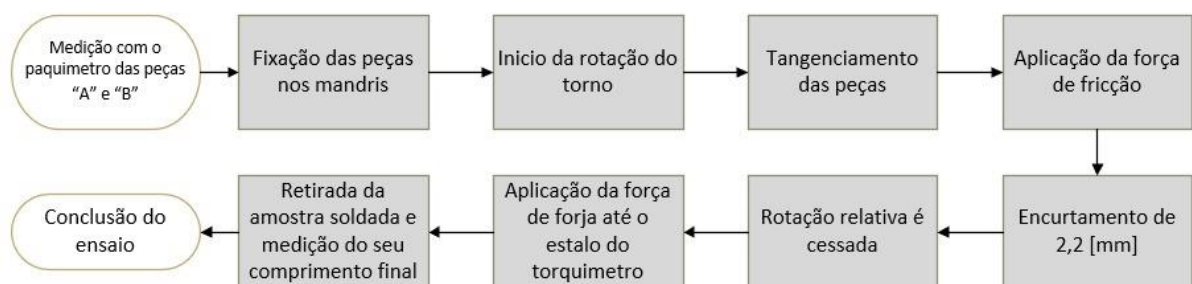 Medição com o
paquimetro das peças
“A” e “B”
Fixação das peças
nos mandris
Inicio da rotação do
torno
Tangenciamento
das peças
Aplicação da força
de fricção
Encurtamento de
2,2 [mm]
Rotação relativa é
cessada
Aplicação da força
de forja até o
estalo do
torquimetro
Retirada da
amostra soldada e
medição do seu
comprimento final
Conclusão do
ensaio